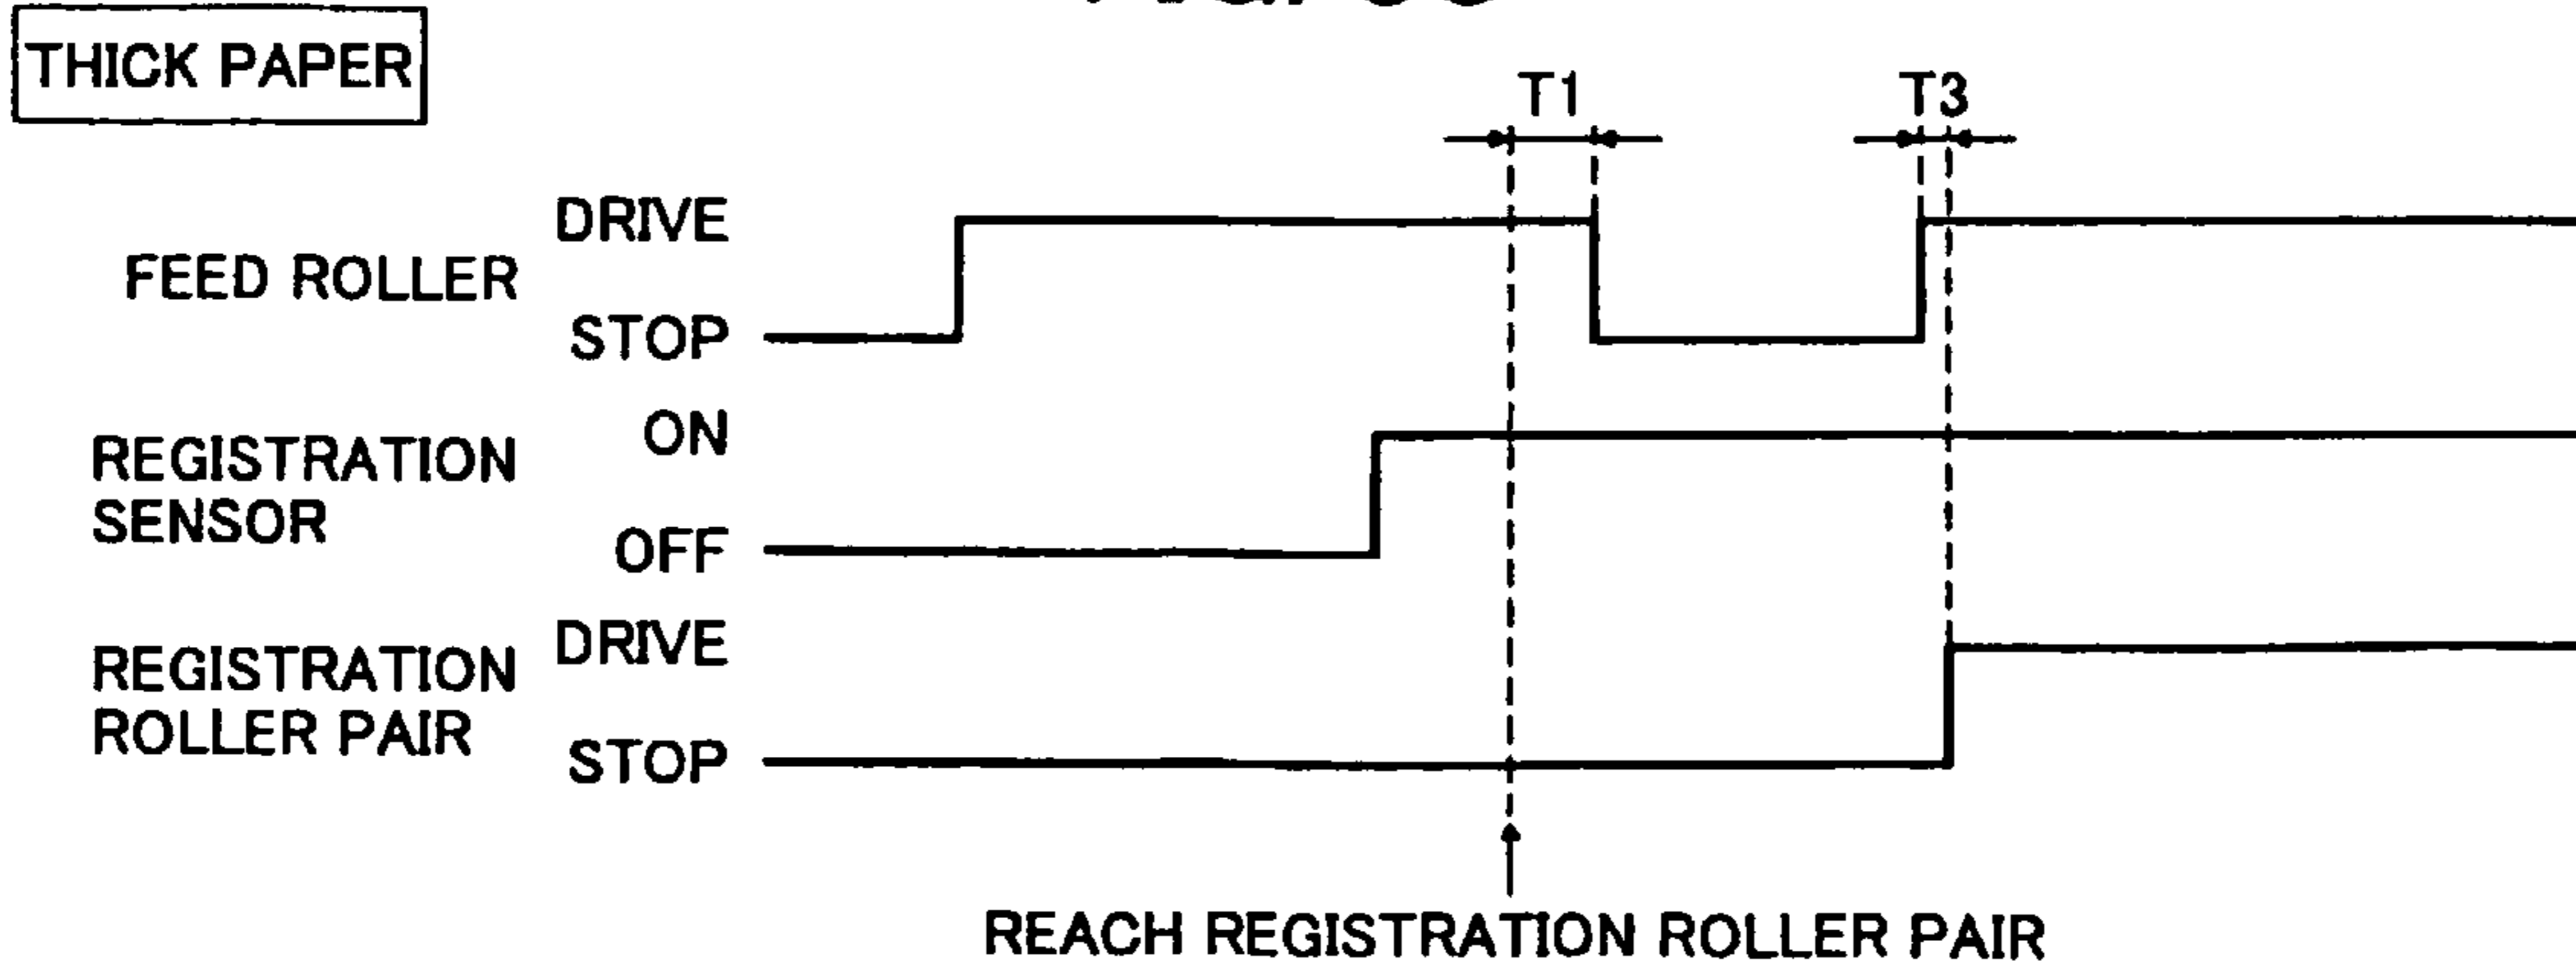 THICK PAPER
T1
T3
DRIVE
FEED ROLLER
STOP
ON
REGISTRATION
SENSOR
OFF
DRIVE
REGISTRATION
ROLLER PAIR
STOP
REACH REGISTRATION ROLLER PAIR